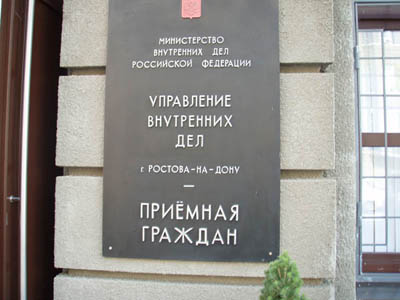 МИНИСТЕРСТВО
ВНУТРЕННИХ ДЕЛ
РОССИЙСКОЙ ФЕДЕРАЦИИ
УПРАВЛЕНИЕ
ВНУТРЕННИХ
ДЕЛ
г. РОСТОВА-НА-ДОНУ
—
ПРИЁМНАЯ
ГРАЖДАН